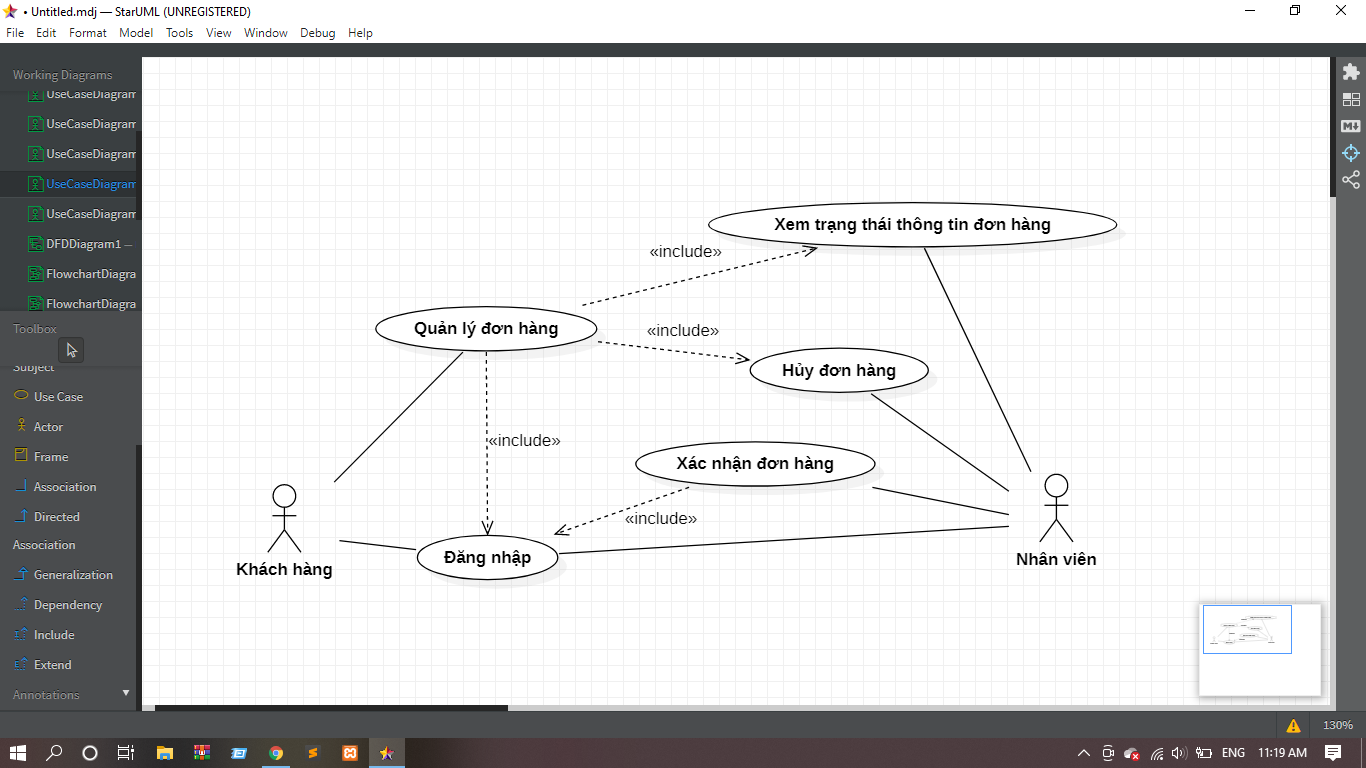 • Untitled.mdj — StarUML (UNREGISTERED)
File Edit Format Model Tools View Window Debug Help
Working Diagrams
UseCaseDiagram
UseCaseDiagram
UseCaseDiagram
UseCaseDiagram
UseCaseDiagram
DFDDiagram1 —
FlowchartDiagra
FlowchartDiagra
Toolbox
Subject
Use Case
Actor
Frame
Association
Directed
Association
Generalization
Dependency
Include
Extend
Annotations
Xem trạng thái thông tin đơn hàng
«include»
Quản lý đơn hàng
«include»
Hủy đơn hàng
«include»
Xác nhận đơn hàng
«include»
Đăng nhập
Khách hàng
Nhân viên
M
130%
ENG 11:19 AM